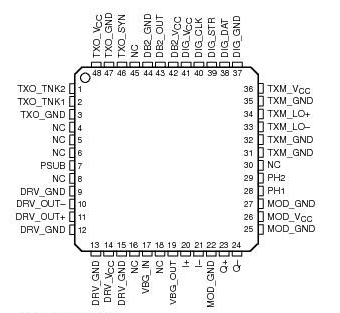 TXO_VCC
TXO_GND
TXO_SYN
NC
DB2_GND
DB2_OUT
DB2_VCC
DIG_VCC
DIG_CLK
DIG_STR
DIG_DAT
DIG_GND
48 47 46 45 44 43 42 41 40 39 38 37
TXO_TNK2 1
TXO_TNK1 2
TXO_GND 3
NC 4
NC 5
NC 6
PSUB 7
NC 8
DRV_GND 9
DRV_OUT– 10
DRV_OUT+ 11
DRV_GND 12
36 TXM_VCC
35 TXM_GND
34 TXM_LO+
33 TXM_LO–
32 TXM_GND
31 TXM_GND
30 NC
29 PH2
28 PH1
27 MOD_GND
26 MOD_VCC
25 MOD_GND
13 14 15 16 17 18 19 20 21 22 23 24
DRV_GND
DRV_VCC
DRV_GND
NC
VBG_IN
NC
VBG_OUT
I+
I–
MOD_GND
Q+
Q–